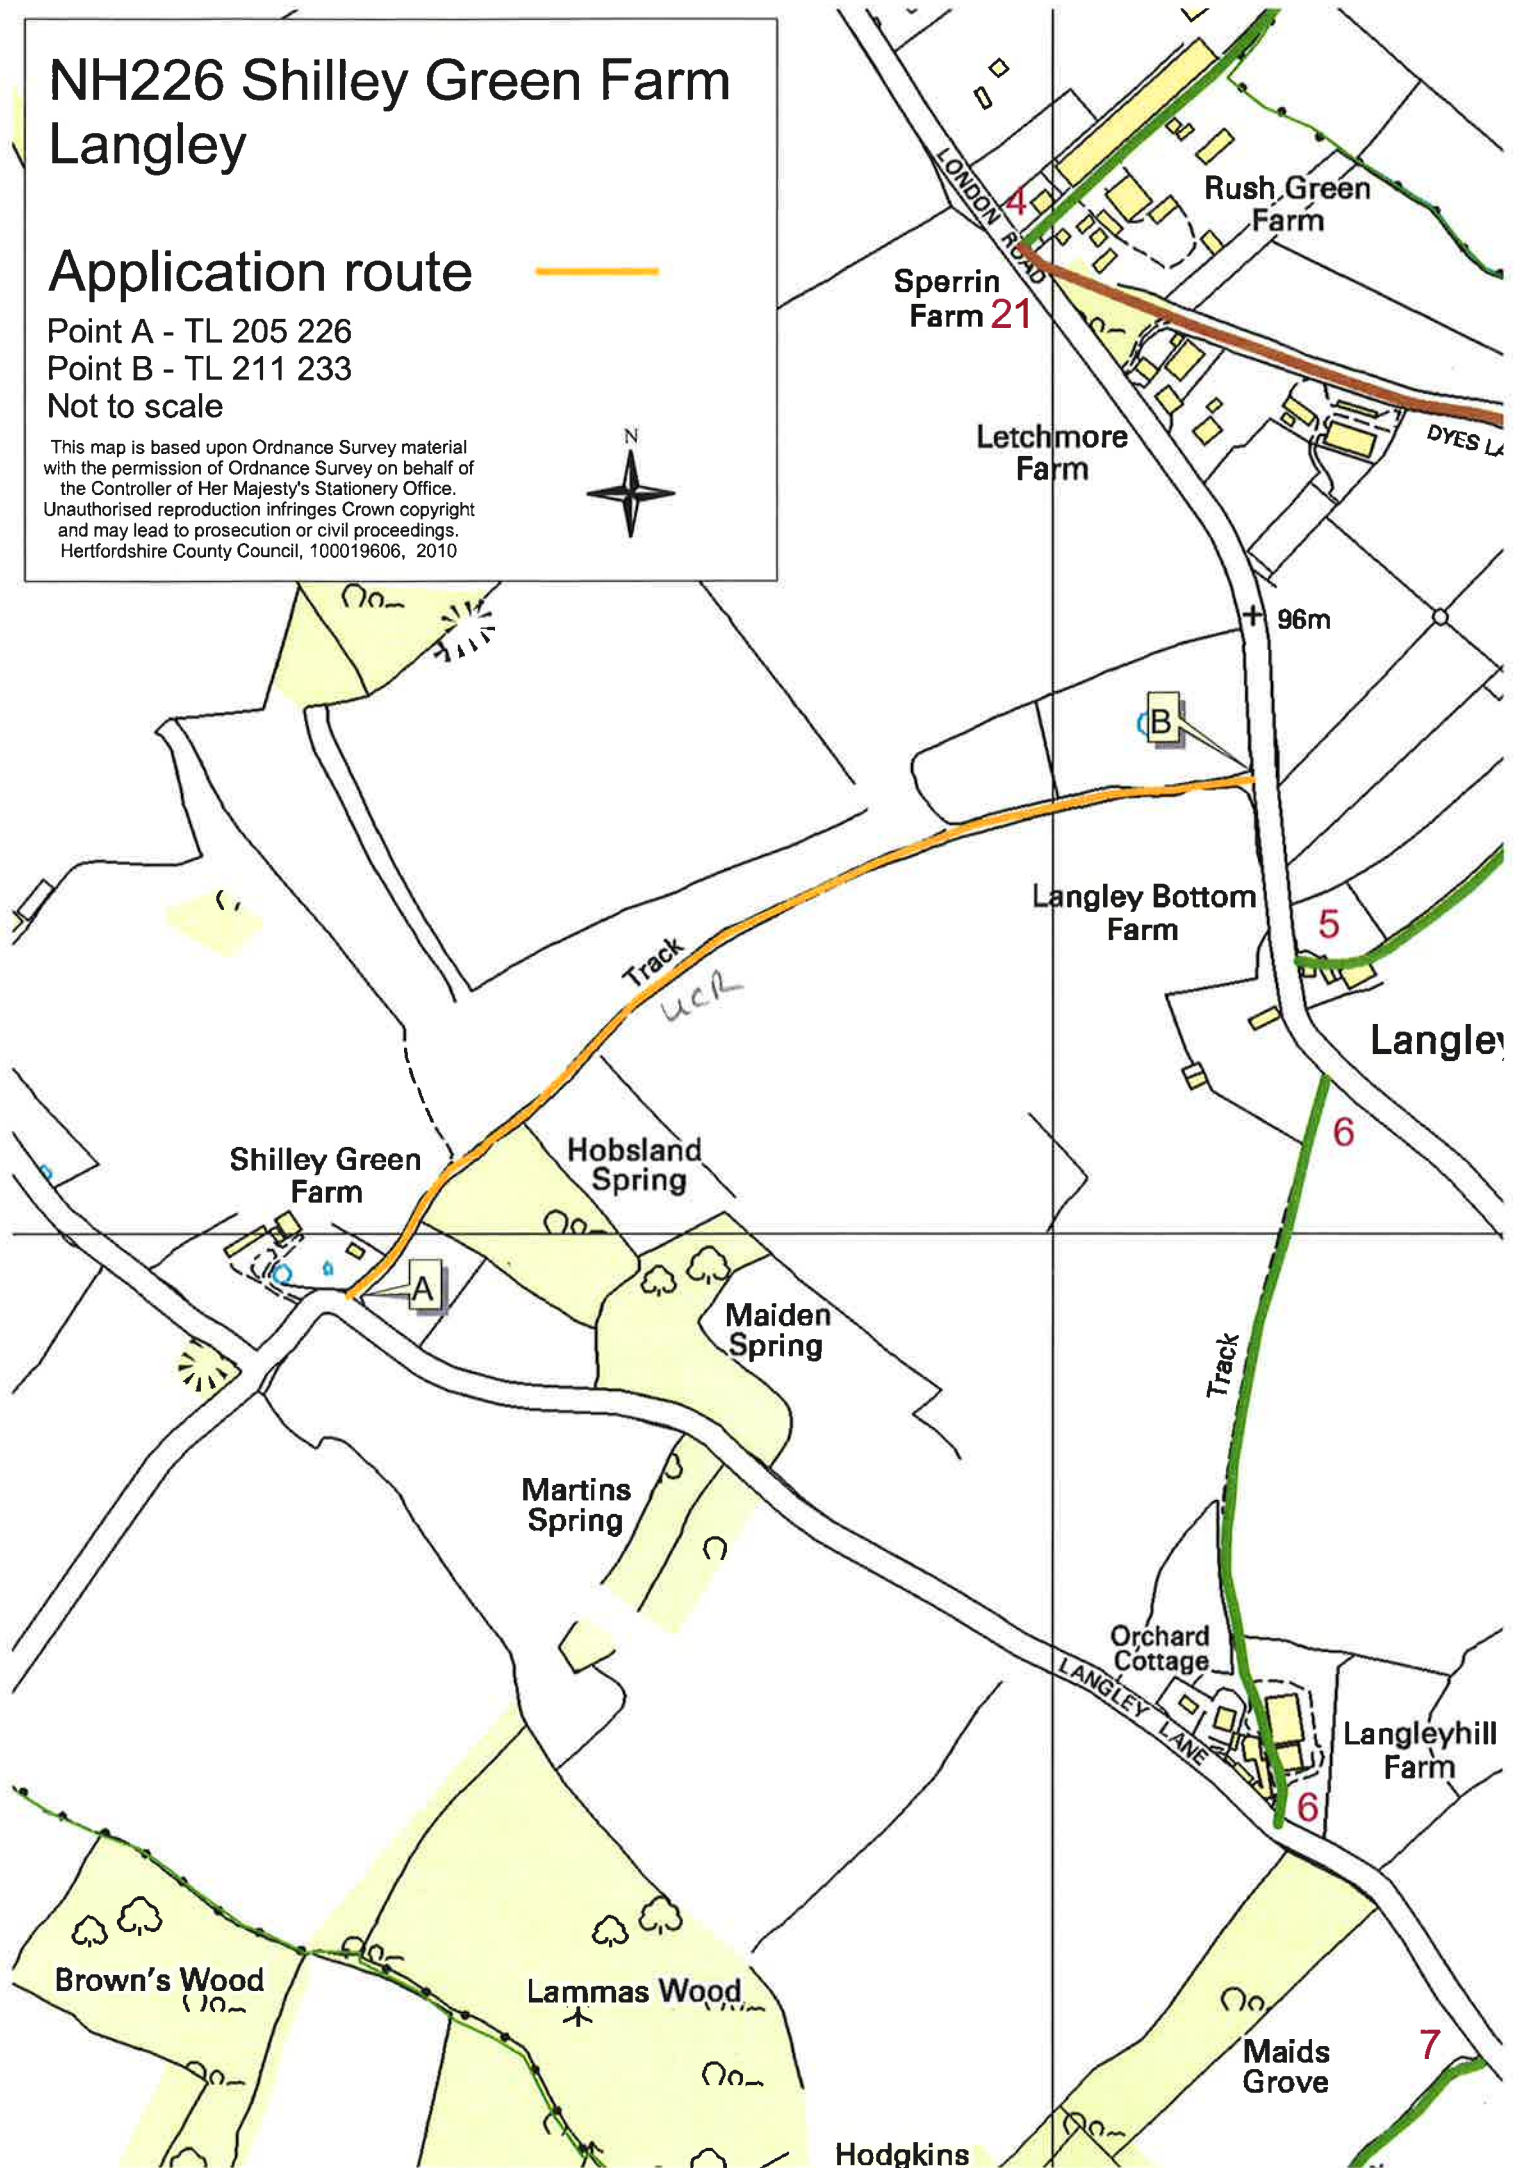 NH226 Shilley Green Farm
Langley
Application route
Point A - TL 205 226
Point B - TL 211 233
Not to scale
This map is based upon Ordnance Survey material
with the permission of Ordnance Survey on behalf of
the Controller of Her Majesty's Stationery Office.
Unauthorised reproduction infringes Crown copyright
and may lead to prosecution or civil proceedings.
Hertfordshire County Council, 100019606, 2010
N
LONDON ROAD
4
Rush Green
Farm
Sperrin
Farm 21
DYES LA
Letchmore
Farm
96m
B
Langley Bottom
Farm
5
Track
UCR
Langley
6
Shilley Green
Farm
Hobsland
Spring
A
Maiden
Spring
Track
Martins
Spring
Orchard
Cottage
LANGLEY LANE
Langleyhill
Farm
6
Brown's Wood
Lammas Wood
7
Maids
Grove
Hodgkins